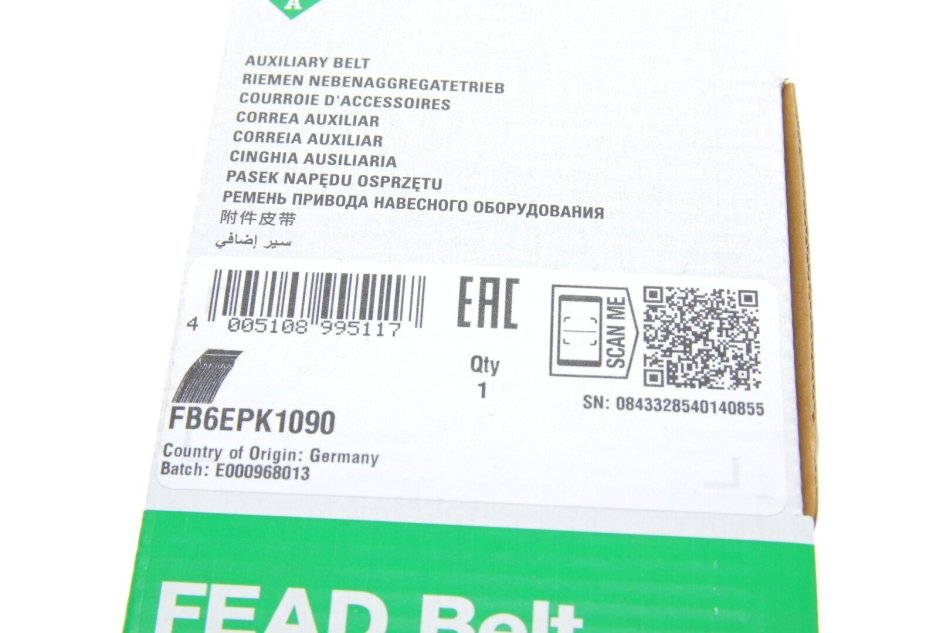 A
AUXILIARY BELT
RIEMEN NEBENAGGREGATETRIEB
COURROIE D'ACCESSOIRES
CORREA AUXILIAR
CORREIA AUXILIAR
CINGHIA AUSILIARIA
PASEK NAPĘDU OSPRZĘTU
РЕМЕНЬ ПРИВОДА НАВЕСНОГО ОБОРУДОВАНИЯ
附件皮带
سير إضافي
4 005108 995117
EAC
Qty
1
SCAN ME
SN: 0843328540140855
FB6EPK1090
Country of Origin: Germany
Batch: E000968013
FEAD Belt